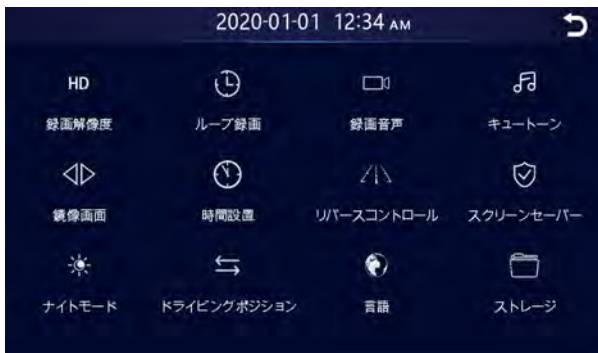 2020-01-01 12:34 AM
HD
録画解像度
ループ録画
録画音声
キュートーン
鏡像画面
時間設置
リバースコントロール
スクリーンセーバー
ナイトモード
ドライビングポジション
言語
ストレージ